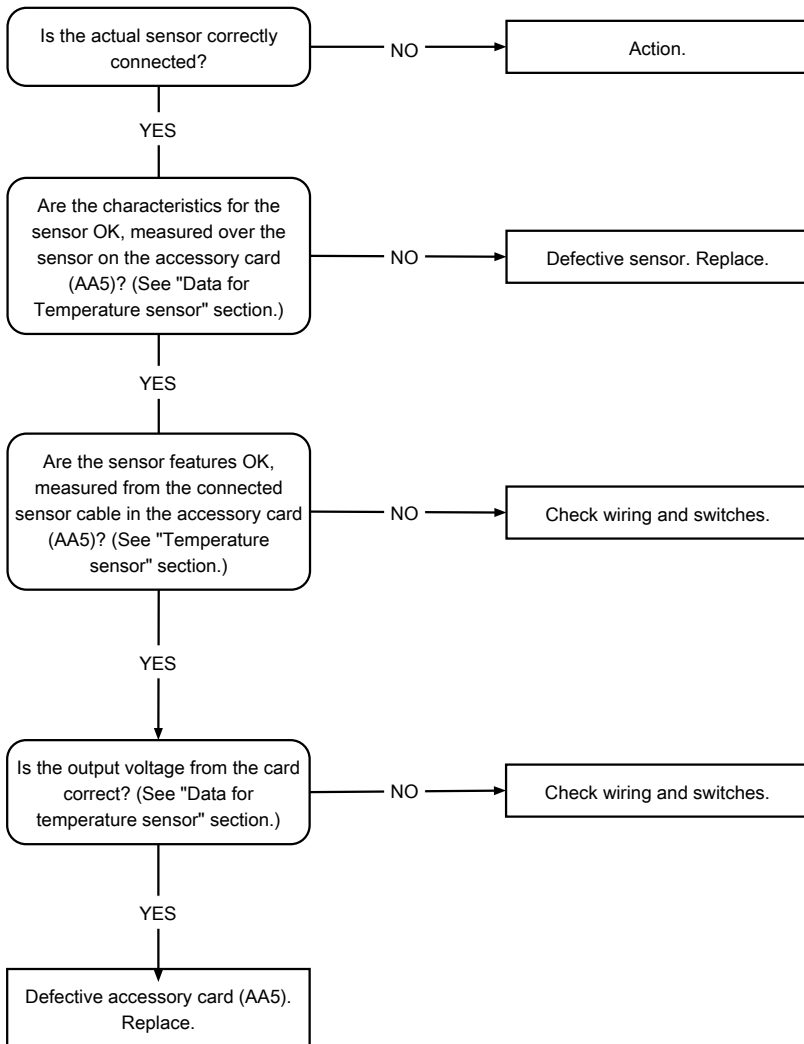 Is the actual sensor correctly
connected?
NO
Action.
YES
Are the characteristics for the
sensor OK, measured over the
sensor on the accessory card
(AA5)? (See "Data for
Temperature sensor" section.)
NO
Defective sensor. Replace.
YES
Are the sensor features OK,
measured from the connected
sensor cable in the accessory card
(AA5)? (See "Temperature
sensor" section.)
NO
Check wiring and switches.
YES
Is the output voltage from the card
correct? (See "Data for
temperature sensor" section.)
NO
Check wiring and switches.
YES
Defective accessory card (AA5).
Replace.